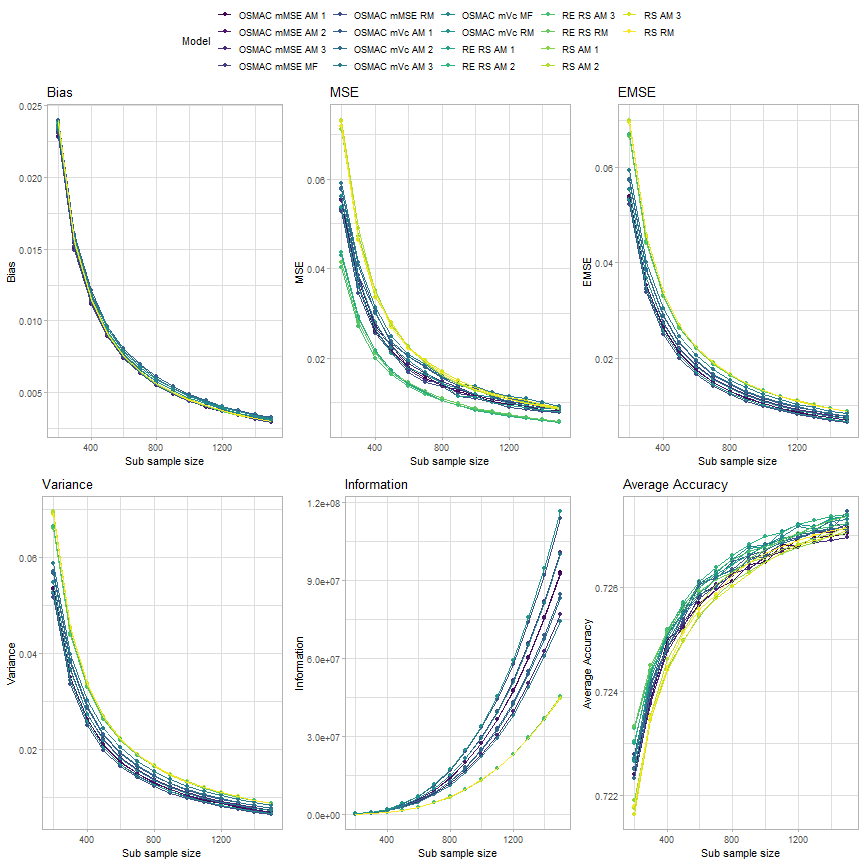 Model
OSMAC mMSE AM 1 OSMAC mMSE RM OSMAC mVc MF RE RS AM 3 RS AM 3
OSMAC mMSE AM 2 OSMAC mVc AM 1 OSMAC mVc RM RE RS RM RS RM
OSMAC mMSE AM 3 OSMAC mVc AM 2 RE RS AM 1 RS AM 1
OSMAC mMSE MF OSMAC mVc AM 3 RE RS AM 2 RS AM 2
Bias
Bias
0.025
0.020
0.015
0.010
0.005
400 800 1200
Sub sample size
MSE
MSE
0.06
0.04
0.02
400 800 1200
Sub sample size
EMSE
EMSE
0.06
0.04
0.02
400 800 1200
Sub sample size
Variance
Variance
0.06
0.04
0.02
400 800 1200
Sub sample size
Information
Information
1.2e+08
9.0e+07
6.0e+07
3.0e+07
0.0e+00
400 800 1200
Sub sample size
Average Accuracy
Average Accuracy
0.726
0.724
0.722
400 800 1200
Sub sample size